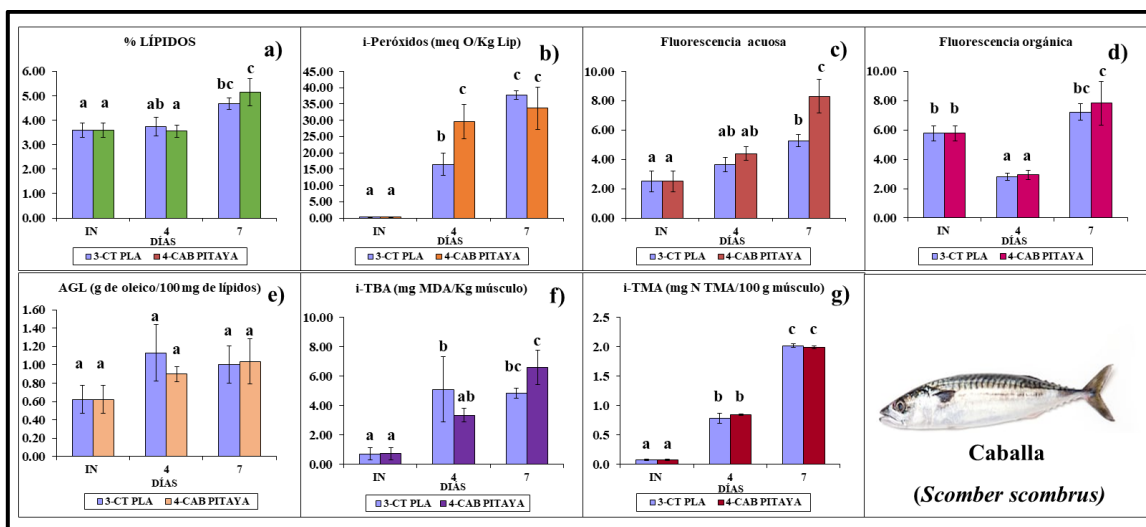 % LÍPIDOS
a)
6.00
5.00
4.00
3.00
2.00
1.00
0.00
a a
ab a
bc c
IN 4 7
DÍAS
3-CT PLA 4-CAB PITAYA
i-Peróxidos (meq O/Kg Lip)
b)
45.00
40.00
35.00
30.00
25.00
20.00
15.00
10.00
5.00
0.00
a a
b c
c c
IN 4 7
DÍAS
3-CT PLA 4-CAB PITAYA
Fluorescencia acuosa
c)
10.00
8.00
6.00
4.00
2.00
0.00
a a
ab ab
b c
IN 4 7
DÍAS
3-CT PLA 4-CAB PITAYA
Fluorescencia orgánica
d)
10.00
8.00
6.00
4.00
2.00
0.00
b b
a a
bc c
IN 4 7
DÍAS
3-CT PLA 4-CAB PITAYA
AGL (g de oleico/100 mg de lípidos)
e)
1.60
1.40
1.20
1.00
0.80
0.60
0.40
0.20
0.00
a a
a a
a a
IN 4 7
DÍAS
3-CT PLA 4-CAB PITAYA
i-TBA (mg MDA/Kg músculo)
f)
10.00
8.00
6.00
4.00
2.00
0.00
a a
b ab
bc c
IN 4 7
DÍAS
3-CT PLA 4-CAB PITAYA
i-TMA (mg N TMA/100 g músculo)
g)
2.5
2.0
1.5
1.0
0.5
0.0
a a
b b
c c
IN 4 7
DÍAS
3-CT PLA 4-CAB PITAYA
Caballa
(Scomber scombrus)